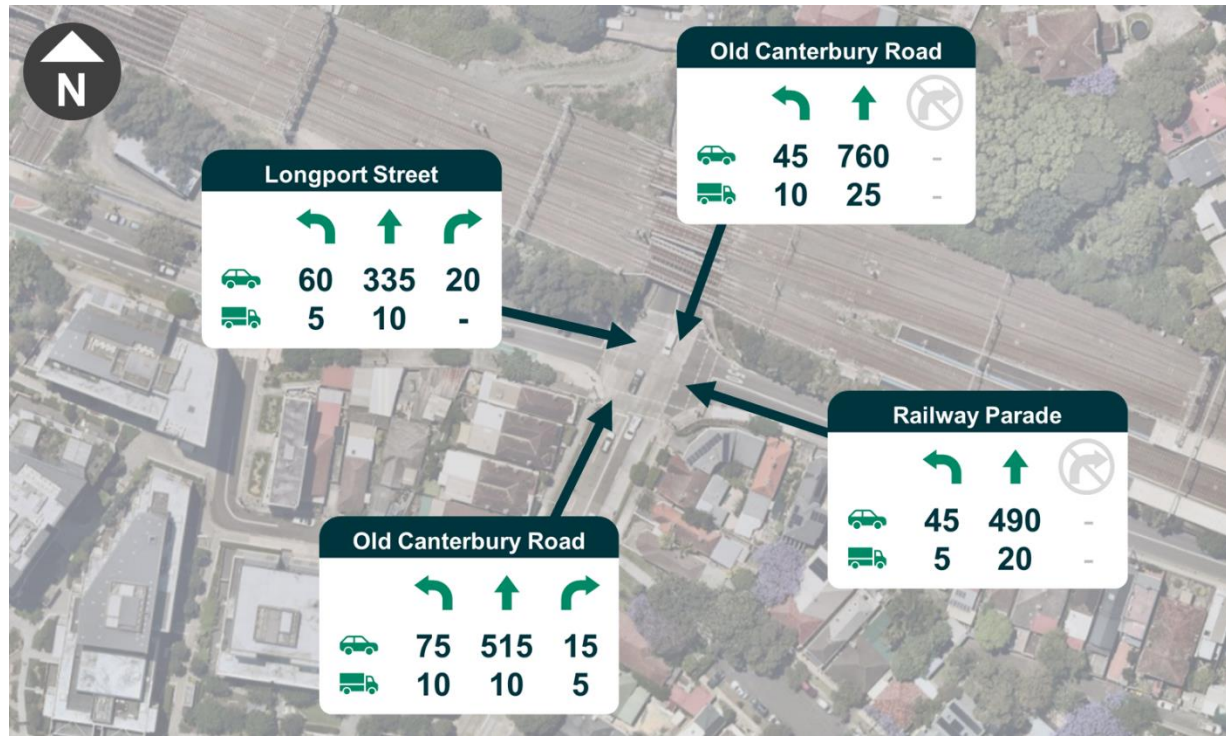 N
Old Canterbury Road
45 760 -
10 25 -
Longport Street
60 335 20
5 10 -
Railway Parade
45 490 -
5 20 -
Old Canterbury Road
75 515 15
10 10 5